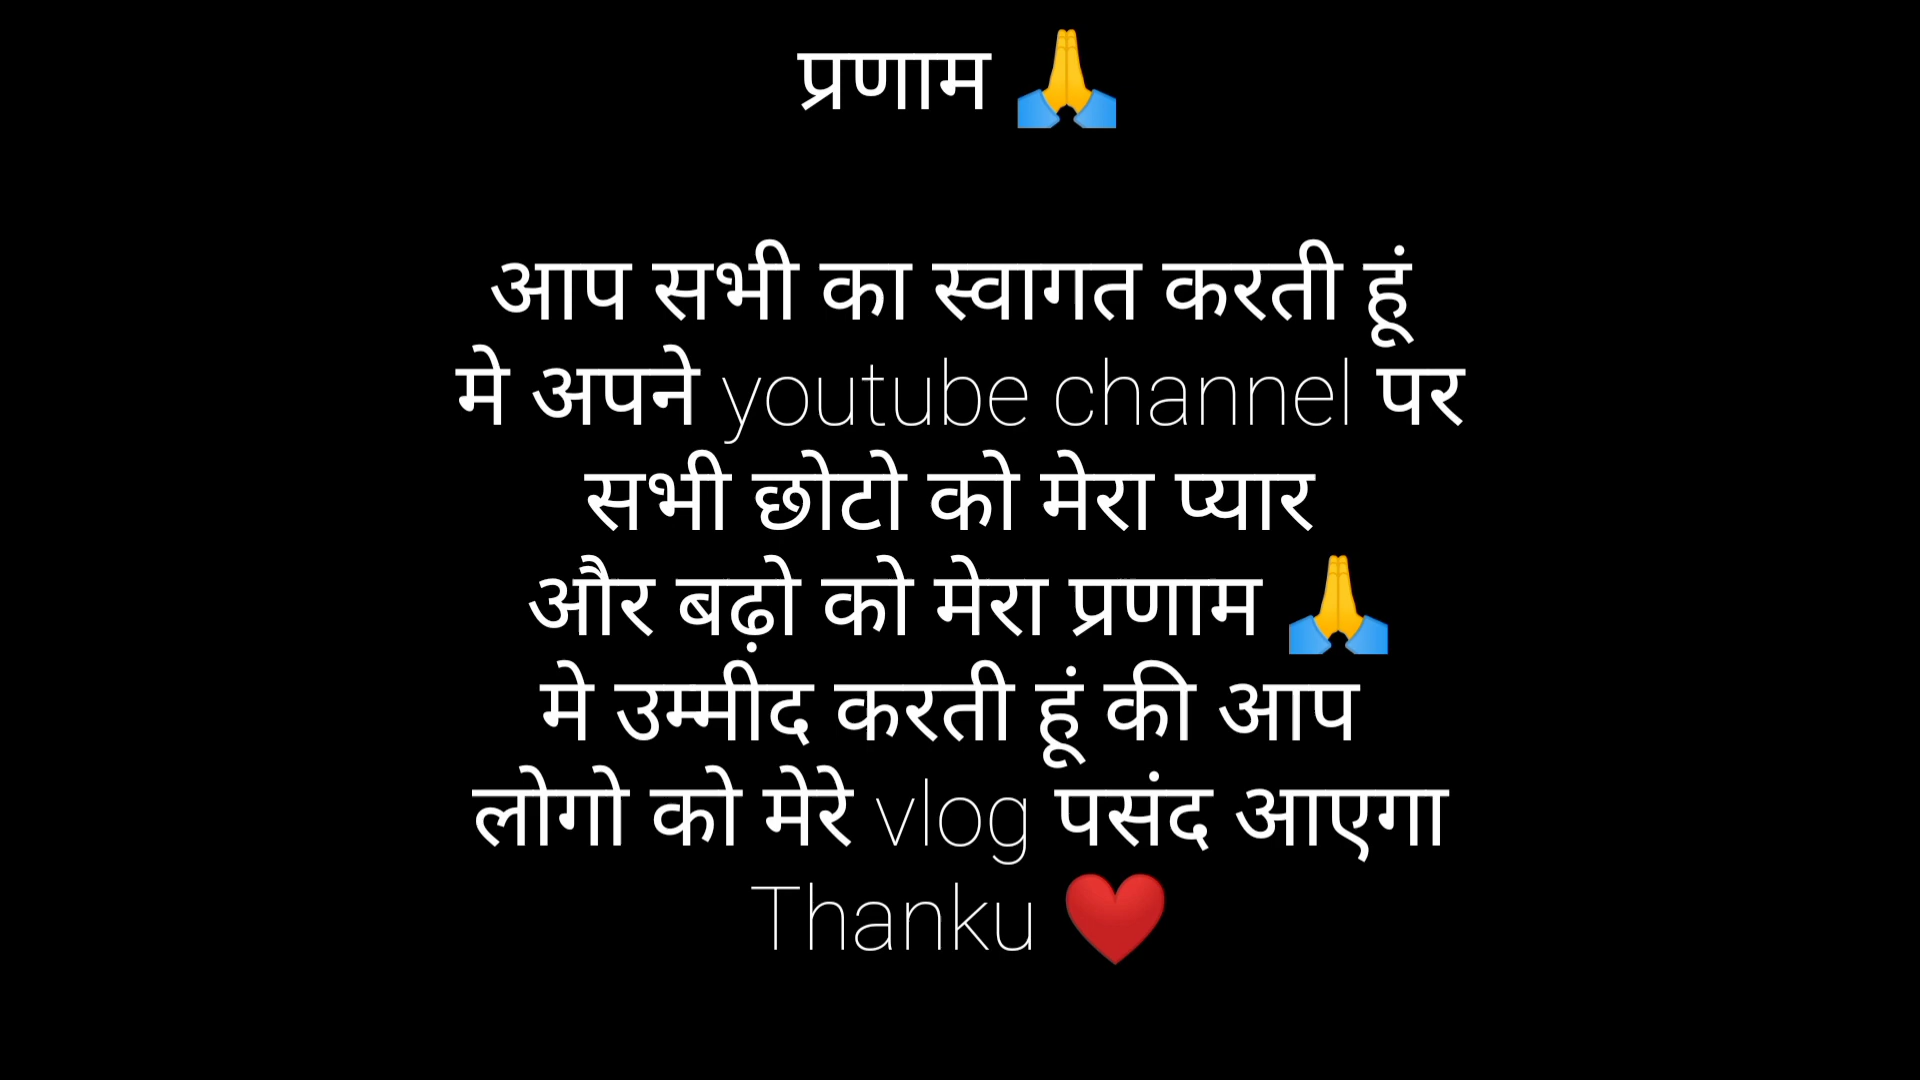 प्रणाम 🙏
आप सभी का स्वागत करती हूं
मे अपने youtube channel पर
सभी छोटो को मेरा प्यार
और बढ़ो को मेरा प्रणाम 🙏
मे उम्मीद करती हूं की आप
लोगो को मेरे vlog पसंद आएगा
Thanku ❤️